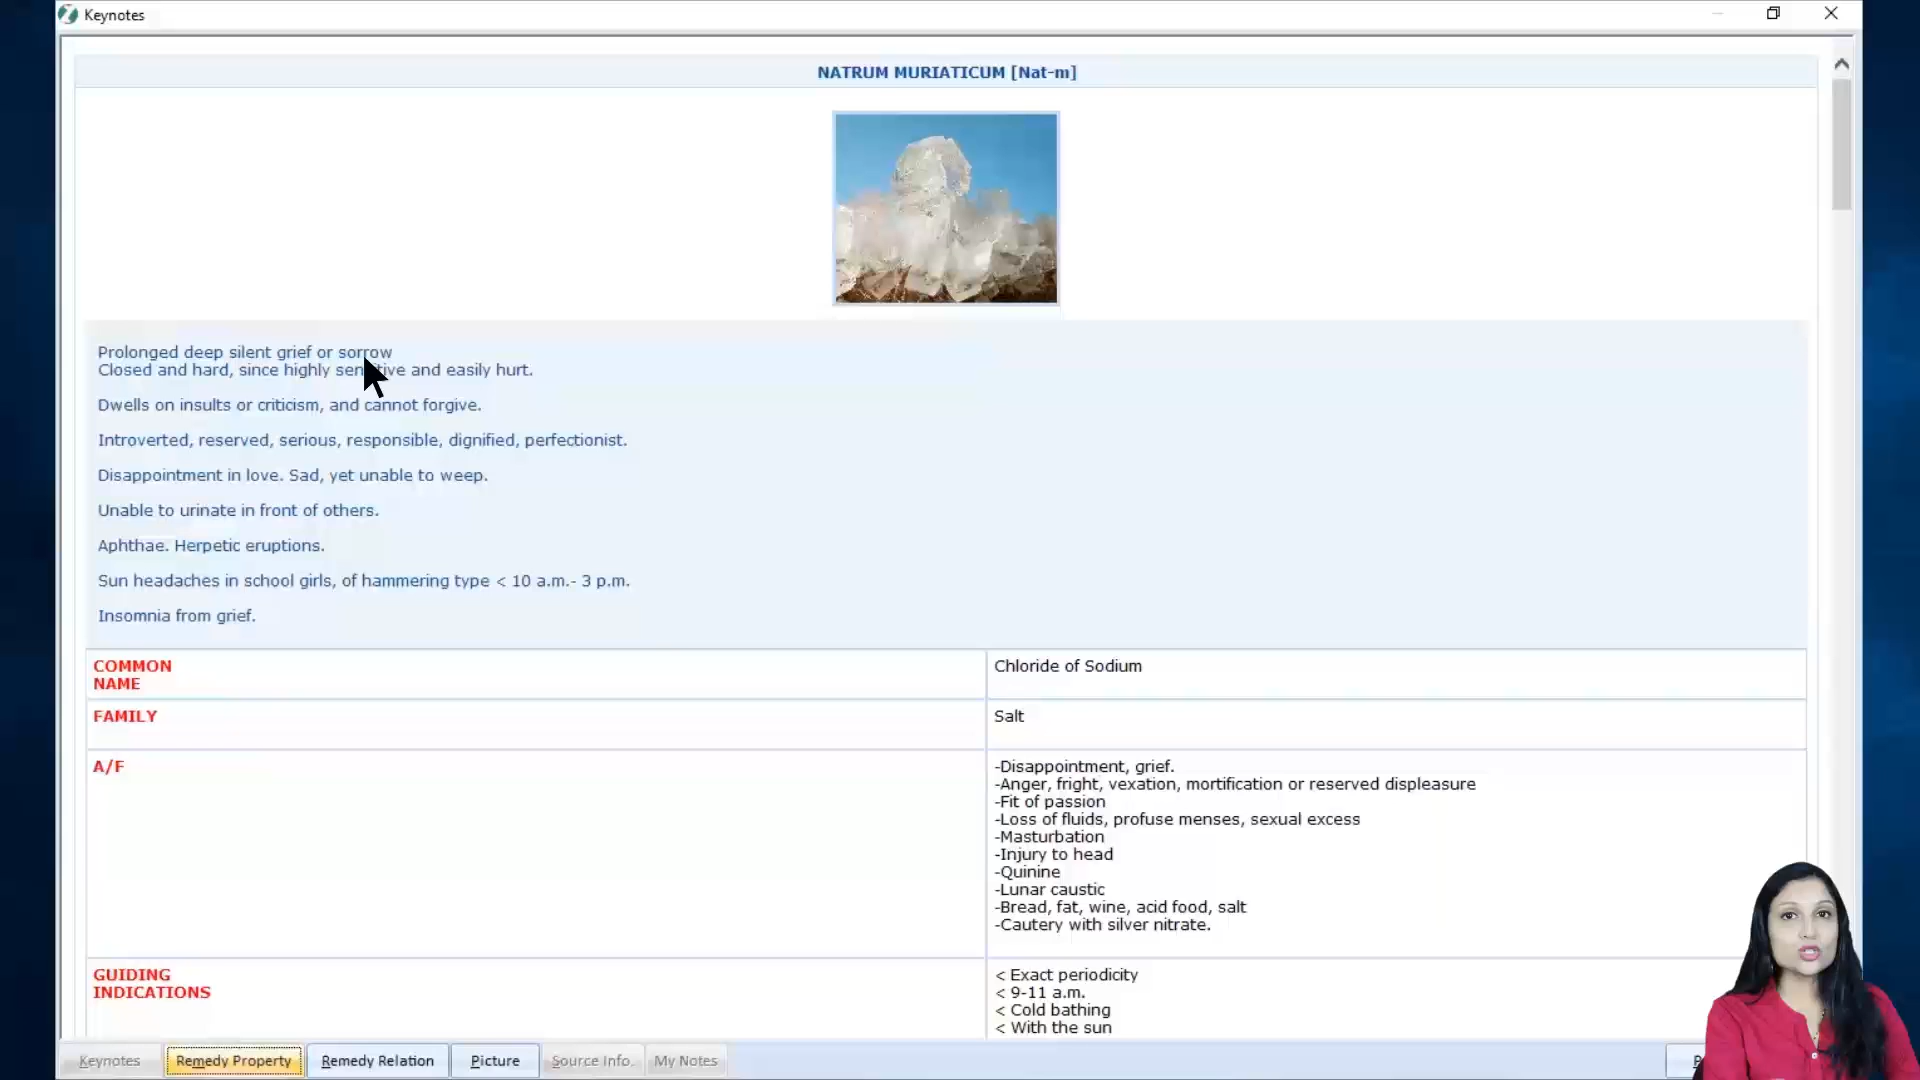 Keynotes
NATRUM MURIATICUM [Nat-m]
Prolonged deep silent grief or sorrow
Closed and hard, since highly sensitive and easily hurt.
Dwells on insults or criticism, and cannot forgive.
Introverted, reserved, serious, responsible, dignified, perfectionist.
Disappointment in love. Sad, yet unable to weep.
Unable to urinate in front of others.
Aphthae. Herpetic eruptions.
Sun headaches in school girls, of hammering type < 10 a.m.- 3 p.m.
Insomnia from grief.
COMMON NAME
Chloride of Sodium
FAMILY
Salt
A/F
-Disappointment, grief.
-Anger, fright, vexation, mortification or reserved displeasure
-Fit of passion
-Loss of fluids, profuse menses, sexual excess
-Masturbation
-Injury to head
-Quinine
-Lunar caustic
-Bread, fat, wine, acid food, salt
-Cautery with silver nitrate.
GUIDING INDICATIONS
< Exact periodicity
< 9-11 a.m.
< Cold bathing
< With the sun
Keynotes Remedy Property Remedy Relation Picture Source Info. My Notes